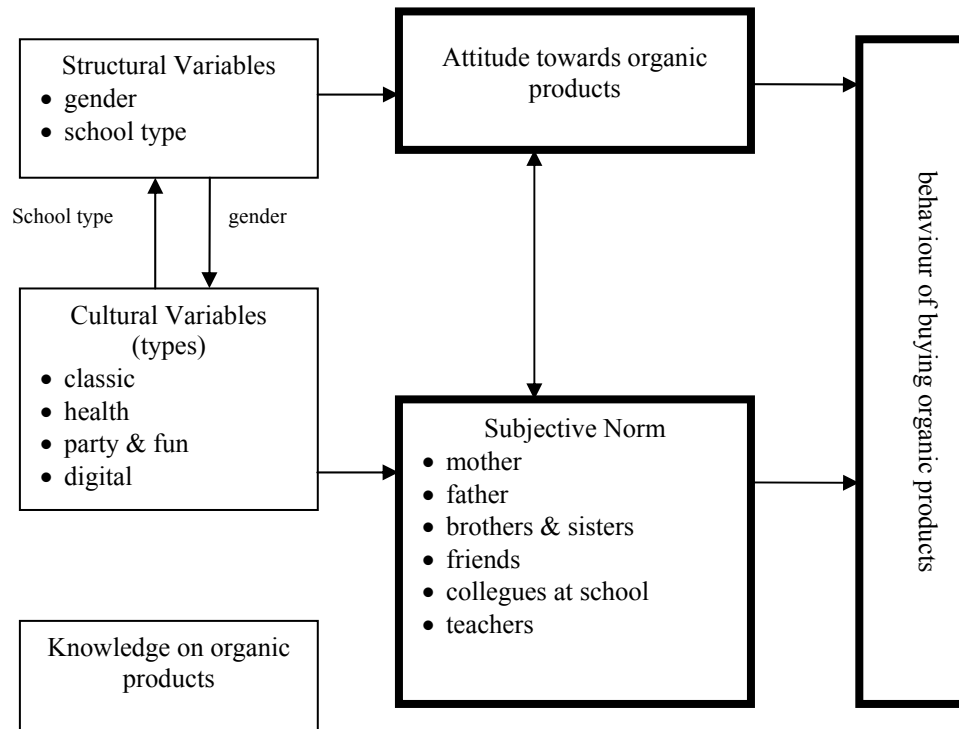 Structural Variables
• gender
• school type
School type
gender
Cultural Variables
(types)
• classic
• health
• party & fun
• digital
Knowledge on organic
products
Attitude towards organic
products
Subjective Norm
• mother
• father
• brothers & sisters
• friends
• collegues at school
• teachers
behaviour of buying organic products